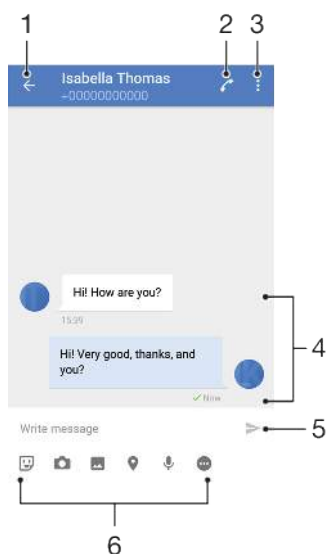 1 2 3
Isabella Thomas
+00000000000
Hi! How are you?
15:39
Hi! Very good, thanks, and
you?
Now
4
Write message
5
6